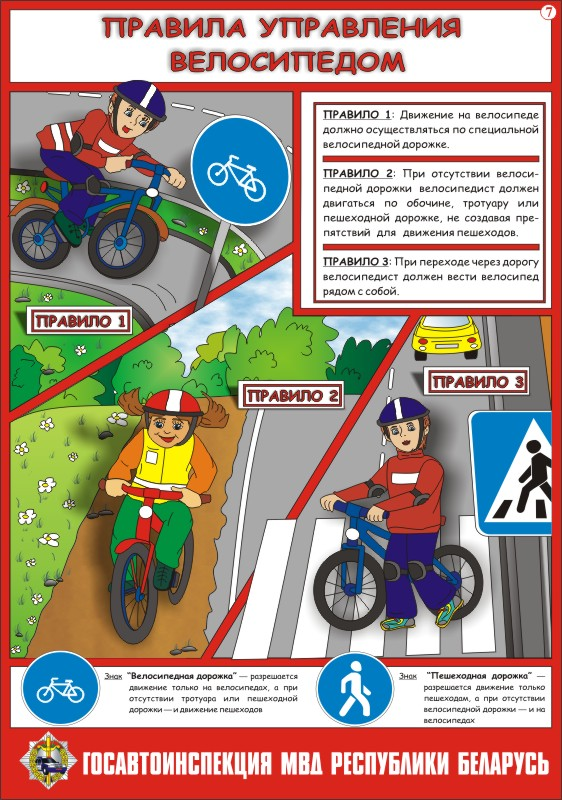 7
ПРАВИЛА УПРАВЛЕНИЯ
ВЕЛОСИПЕДОМ
ПРАВИЛО 1: Движение на велосипеде
должно осуществляться по специальной
велосипедной дорожке.
ПРАВИЛО 2: При отсутствии велоси-
педной дорожки велосипедист должен
двигаться по обочине, тротуару или
пешеходной дорожке, не создавая пре-
пятствий для движения пешеходов.
ПРАВИЛО 3: При переходе через дорогу
велосипедист должен вести велосипед
рядом с собой.
ПРАВИЛО 1
ПРАВИЛО 2
ПРАВИЛО 3
Знак "Велосипедная дорожка" — разрешается
движение только на велосипедах, а при
отсутствии тротуара или пешеходной
дорожки — и движение пешеходов
Знак "Пешеходная дорожка" —
разрешается движение только
пешеходам, а при отсутствии
велосипедной дорожки — и на
велосипедах
ГОСАВТОИНСПЕКЦИЯ МВД РЕСПУБЛИКИ БЕЛАРУСЬ